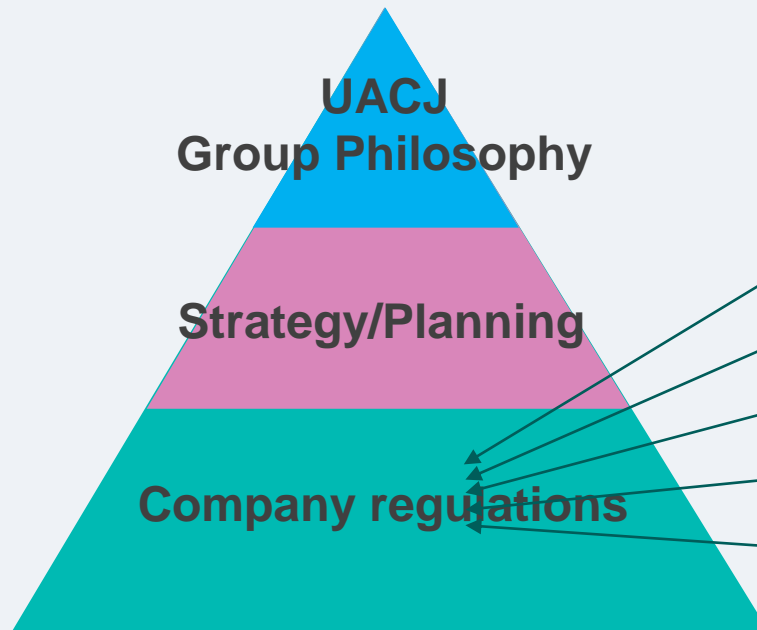 UACJ
Group Philosophy
Strategy/Planning
Company regulations